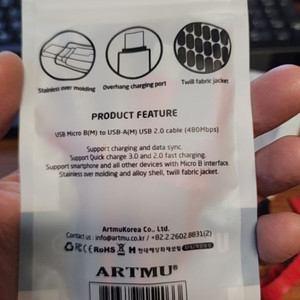 Stainless over molding
Overhang charging port
Twill fabric jacket
PRODUCT FEATURE
USB Micro B(M) to USB-A(M) USB 2.0 cable (480Mbps)
Support charging and data sync.
Support Quick charge 3.0 and 2.0 fast charging.
Support smartphone and all other devices with Micro B interface.
Stainless over molding and alloy shell, twill fabric jacket.
ArtmuKorea Co., Ltd.
Contact us : info@artmu.co.kr / +82.2.2602.8831(2)
CE RoHS
ARTMU®